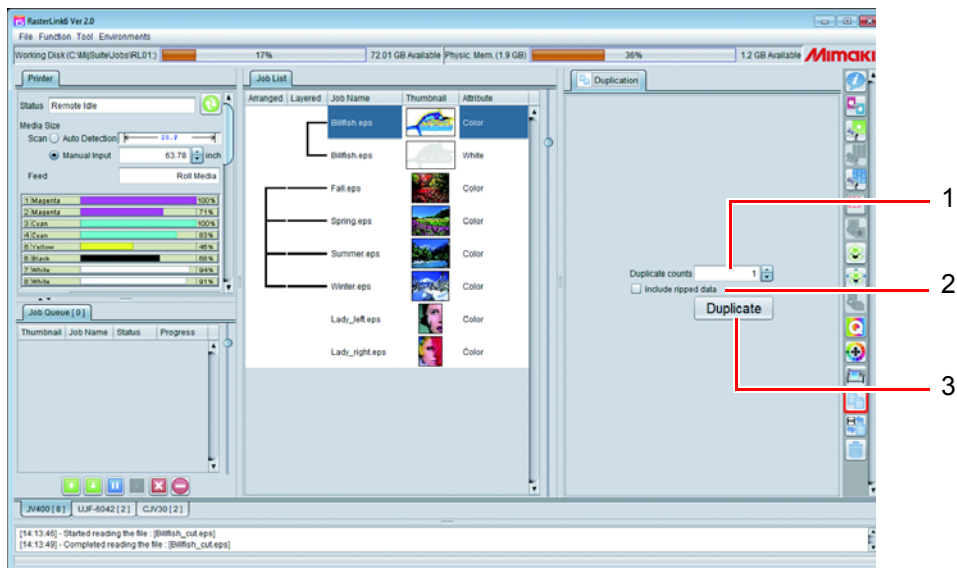 RasterLink6 Ver 2.0
File Function Tool Environments
Working Disk (C:\MijSuite\Jobs\RL01:) 17% 72.01 GB Available Physic. Mem. (1.9 GB) 36% 1.2 GB Available Mimaki
Printer
Status Remote Idle
Media Size
Scan Auto Detection 20.0
Manual Input 63.78 inch
Feed Roll Media
1:Magenta 100%
2:Magenta 71%
3:Cyan 100%
4:Cyan 83%
5:Yellow 46%
6:Black 68%
7:White 94%
8:White 91%
Job Queue [ 0 ]
Thumbnail Job Name Status Progress
Job List
Arranged Layered Job Name Thumbnail Attribute
Billfish.eps Color
Billfish.eps White
Fall.eps Color
Spring.eps Color
Summer.eps Color
Winter.eps Color
Lady_left.eps Color
Lady_right.eps Color
Duplication
Duplicate counts 1
Include ripped data
Duplicate
1
2
3
JV400 [ 8 ] UJF-6042 [ 2 ] CJV30 [ 2 ]
[14:13:46] - Started reading the file : [Billfish_cut.eps]
[14:13:49] - Completed reading the file : [Billfish_cut.eps]